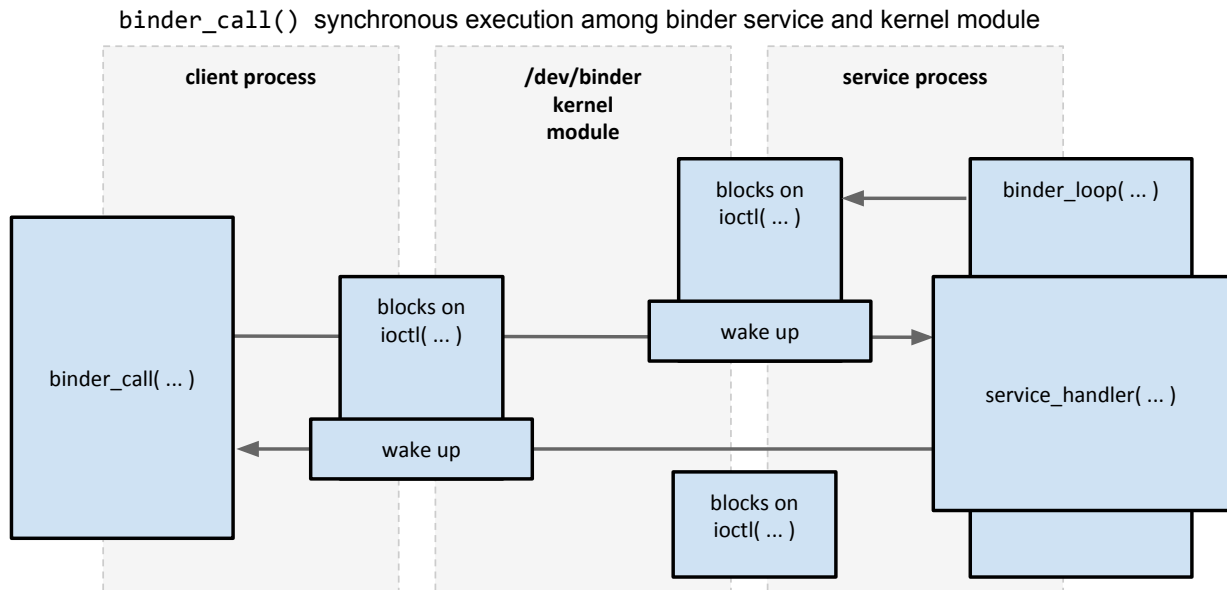 binder_call() synchronous execution among binder service and kernel module
client process
/dev/binder
kernel
module
service process
blocks on
ioctl( ... )
binder_loop( ... )
blocks on
ioctl( ... )
wake up
binder_call( ... )
service_handler( ... )
wake up
blocks on
ioctl( ... )